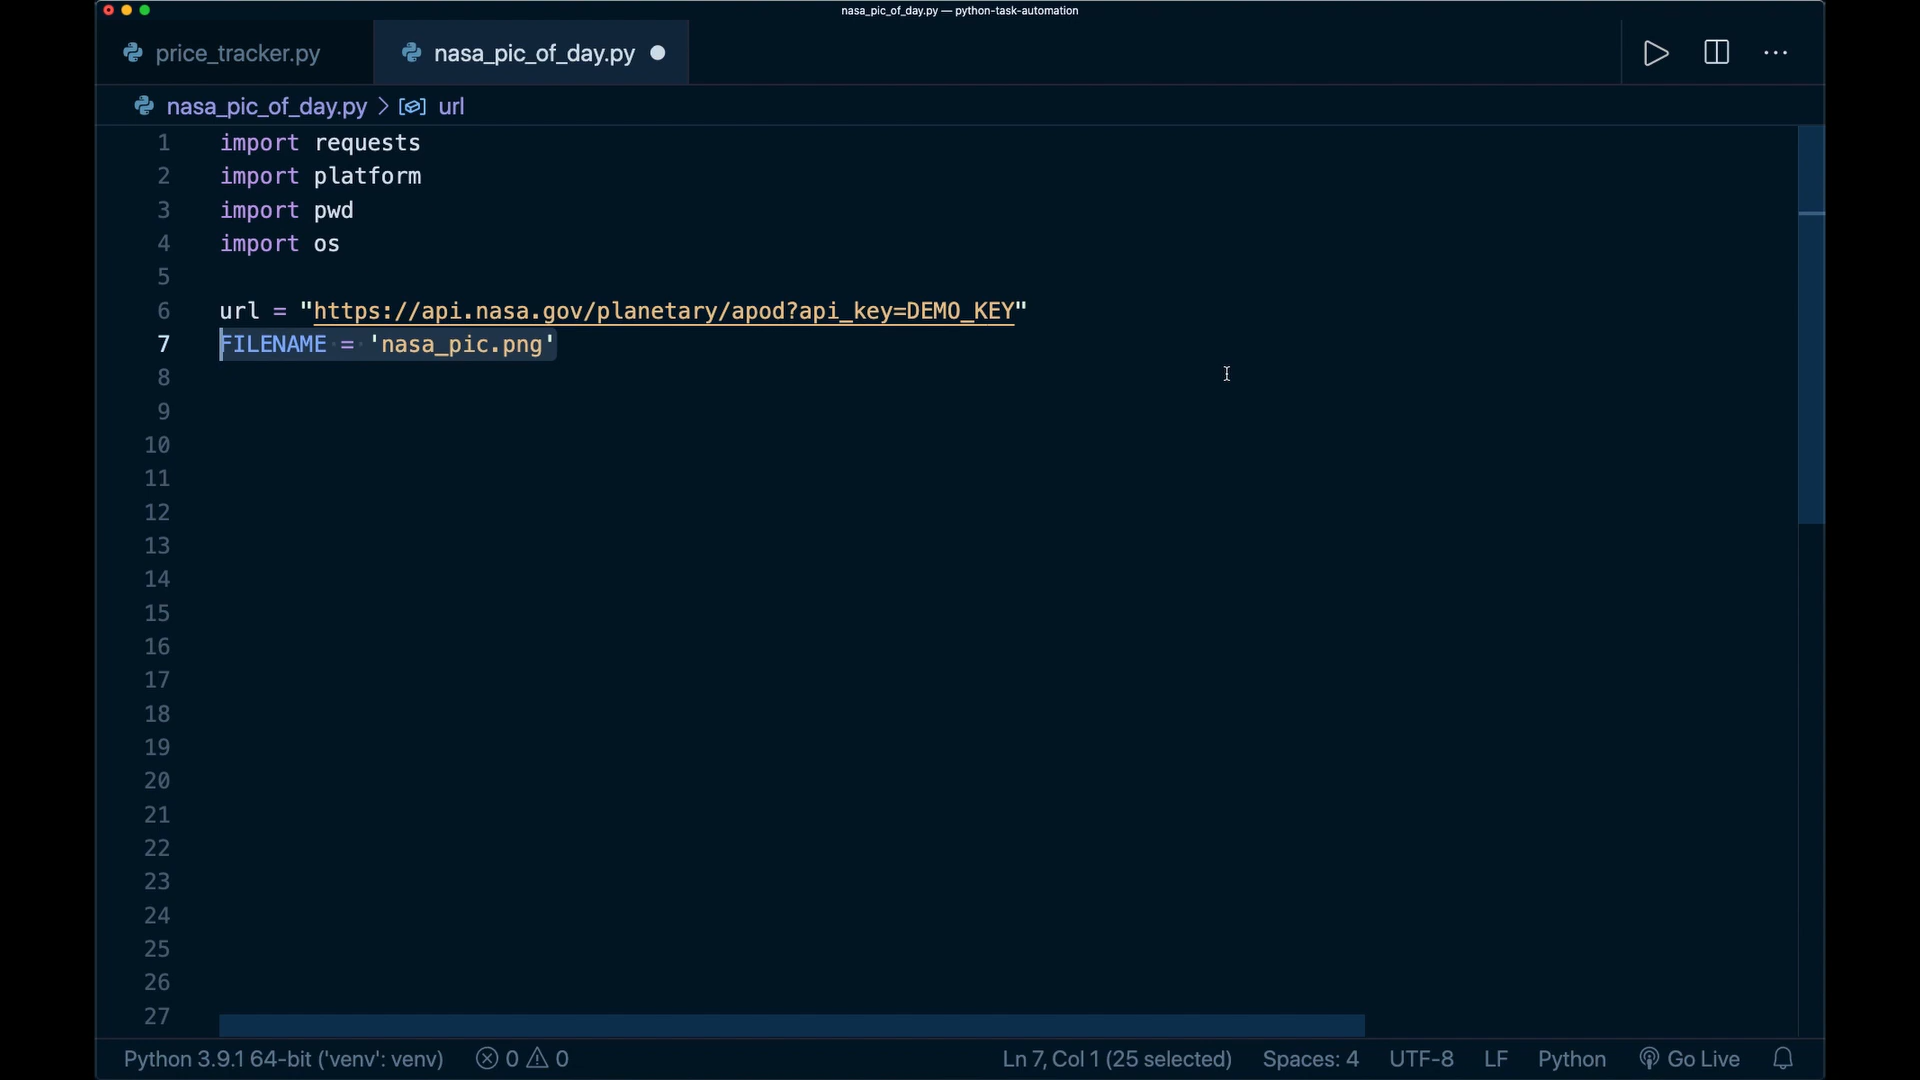 nasa_pic_of_day.py — python-task-automation
price_tracker.py
nasa_pic_of_day.py
nasa_pic_of_day.py > url
1 import requests
2 import platform
3 import pwd
4 import os
5
6 url = "https://api.nasa.gov/planetary/apod?api_key=DEMO_KEY"
7 FILENAME = 'nasa_pic.png'
8
9
10
11
12
13
14
15
16
17
18
19
20
21
22
23
24
25
26
27
Python 3.9.1 64-bit ('venv': venv) 0 0 Ln 7, Col 1 (25 selected) Spaces: 4 UTF-8 LF Python Go Live